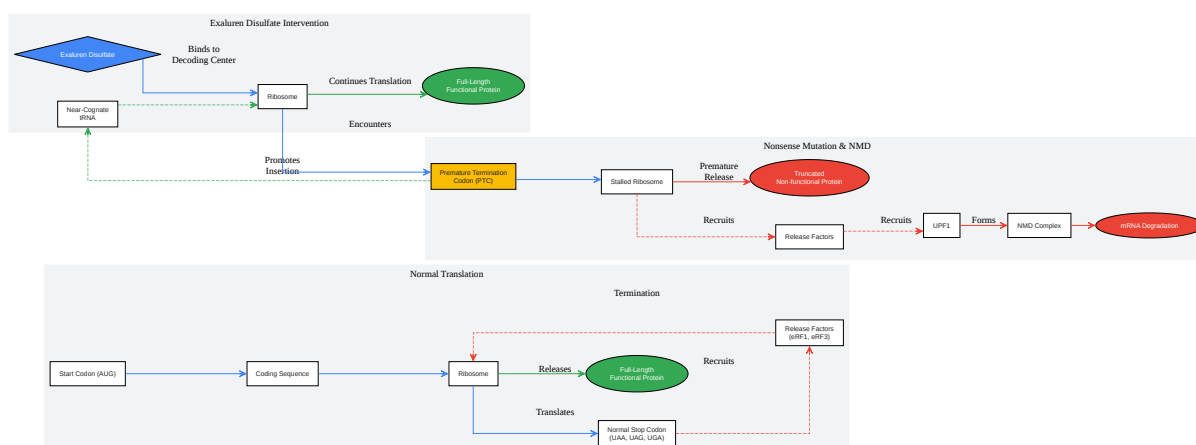 Exaluren Disulfate Intervention
Exaluren Disulfate
Binds to
Decoding Center
Ribosome
Continues Translation
Full-Length
Functional Protein
Near-Cognate
tRNA
Encounters
Promotes
Insertion
Nonsense Mutation & NMD
Premature Termination
Codon (PTC)
Stalled Ribosome
Premature
Release
Truncated
Non-functional Protein
Recruits
Release Factors
Recruits
UPF1
Forms
NMD Complex
mRNA Degradation
Normal Translation
Termination
Release Factors
(eRF1, eRF3)
Start Codon (AUG)
Coding Sequence
Ribosome
Releases
Full-Length
Functional Protein
Recruits
Translates
Normal Stop Codon
(UAA, UAG, UGA)